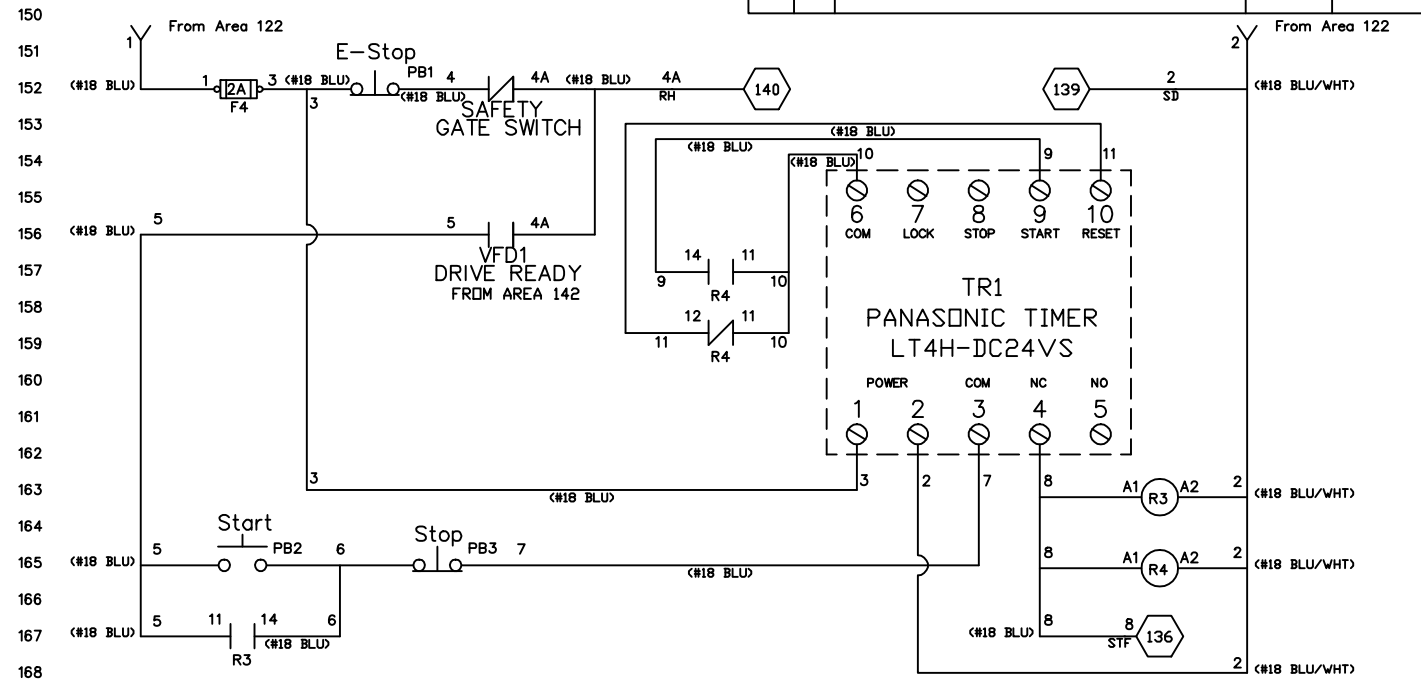 150
From Area 122
From Area 122
151
1
2
E-Stop
PB1
152
(#18 BLU)
1
2A
3
(#18 BLU)
4
4A
(#18 BLU)
4A
140
139
2
(#18 BLU/WHT)
F4
3
(#18 BLU)
RH
SD
SAFETY
GATE SWITCH
153
(#18 BLU)
(#18 BLU)
154
(#18 BLU)
10
9
11
155
6
7
8
9
10
5
5
4A
156
(#18 BLU)
COM
LOCK
STOP
START
RESET
VFD1
DRIVE READY
FROM AREA 142
157
14
11
9
10
R4
TR1
158
12
11
PANASONIC TIMER
159
11
10
R4
LT4H-DC24VS
160
POWER
COM
NC
NO
161
1
2
3
4
5
162
163
3
(#18 BLU)
3
2
7
8
A1
R3
A2
2
(#18 BLU/WHT)
164
Start
Stop
165
(#18 BLU)
5
PB2
6
PB3
7
(#18 BLU)
8
A1
R4
A2
2
(#18 BLU/WHT)
166
167
(#18 BLU)
5
11
14
6
(#18 BLU)
R3
(#18 BLU)
8
8
STF
136
168
2
(#18 BLU/WHT)